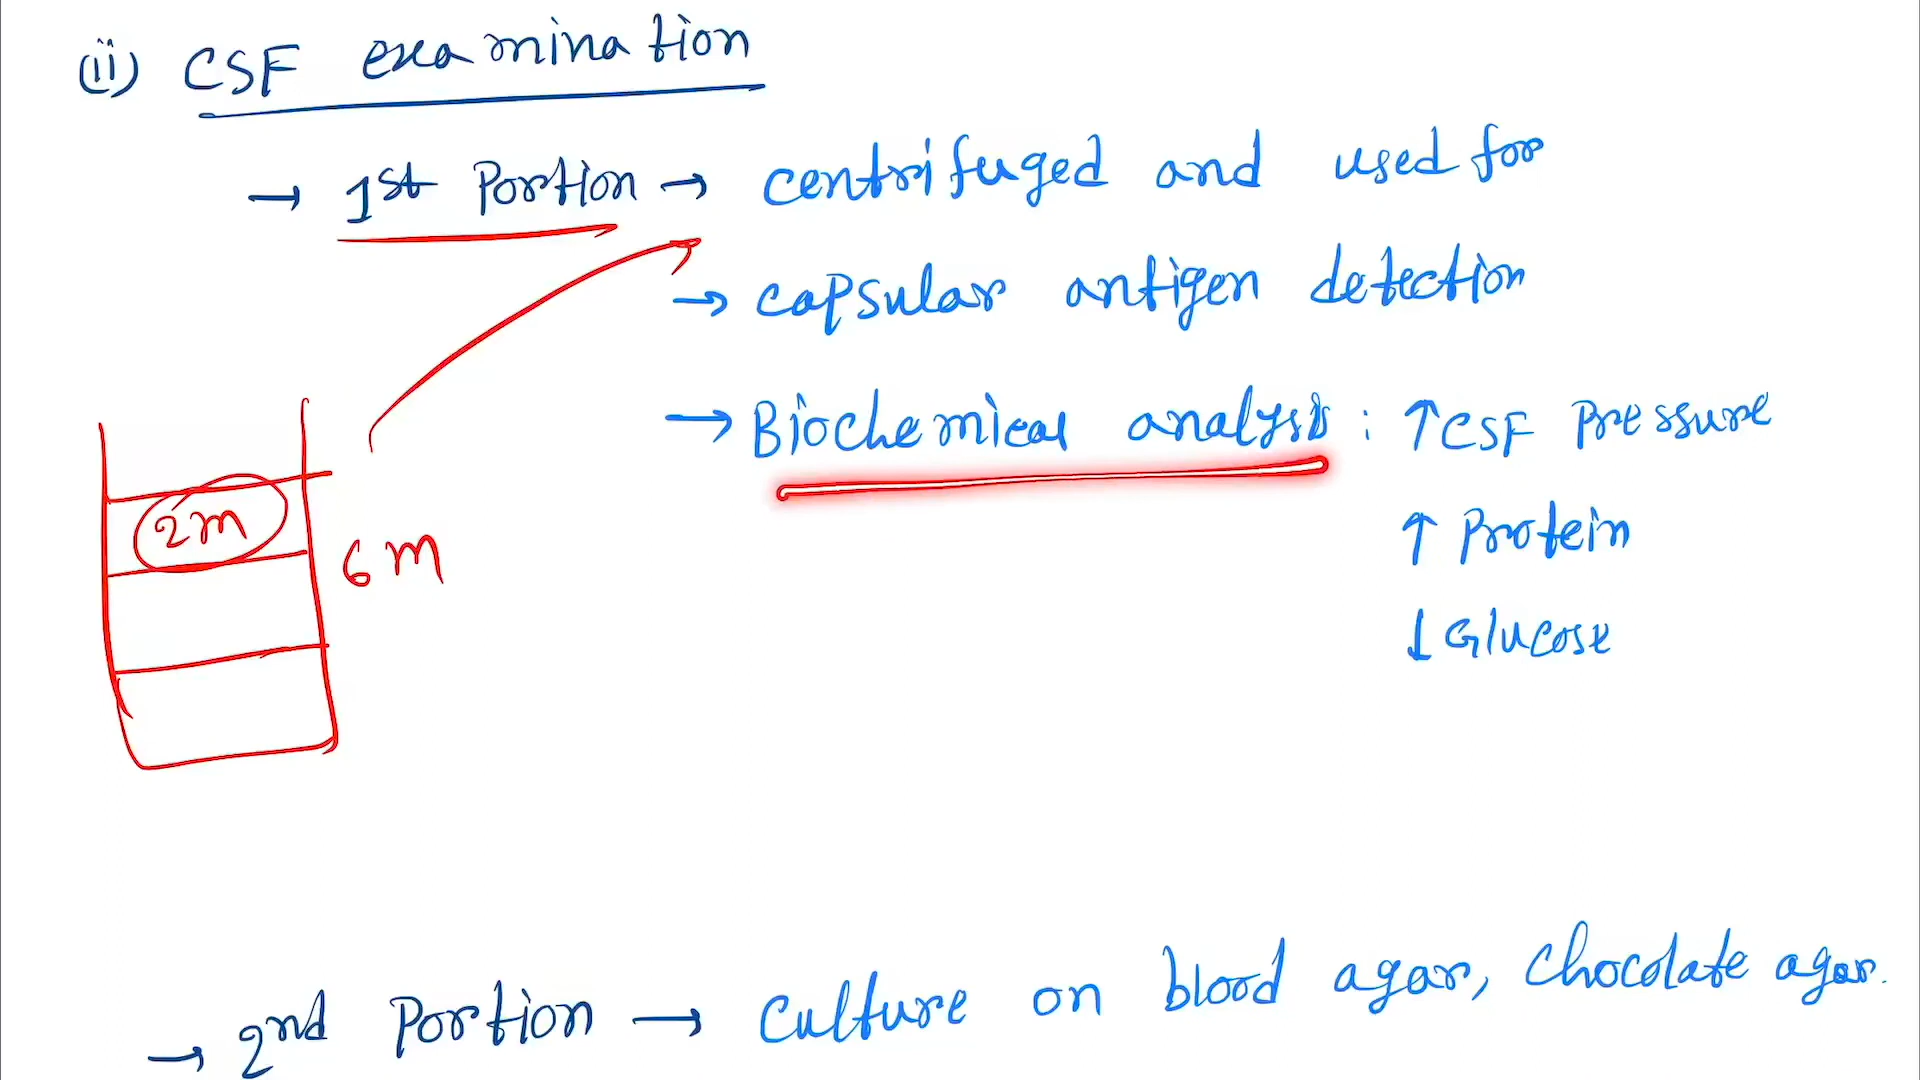 (ii) CSF examination
→ 1st Portion → centrifuged and used for
→ capsular antigen detection
→ Biochemical analysis : ↑ CSF Pressure
↑ Protein
↓ Glucose
2m
6m
→ 2nd Portion → Culture on blood agar, Chocolate agar.